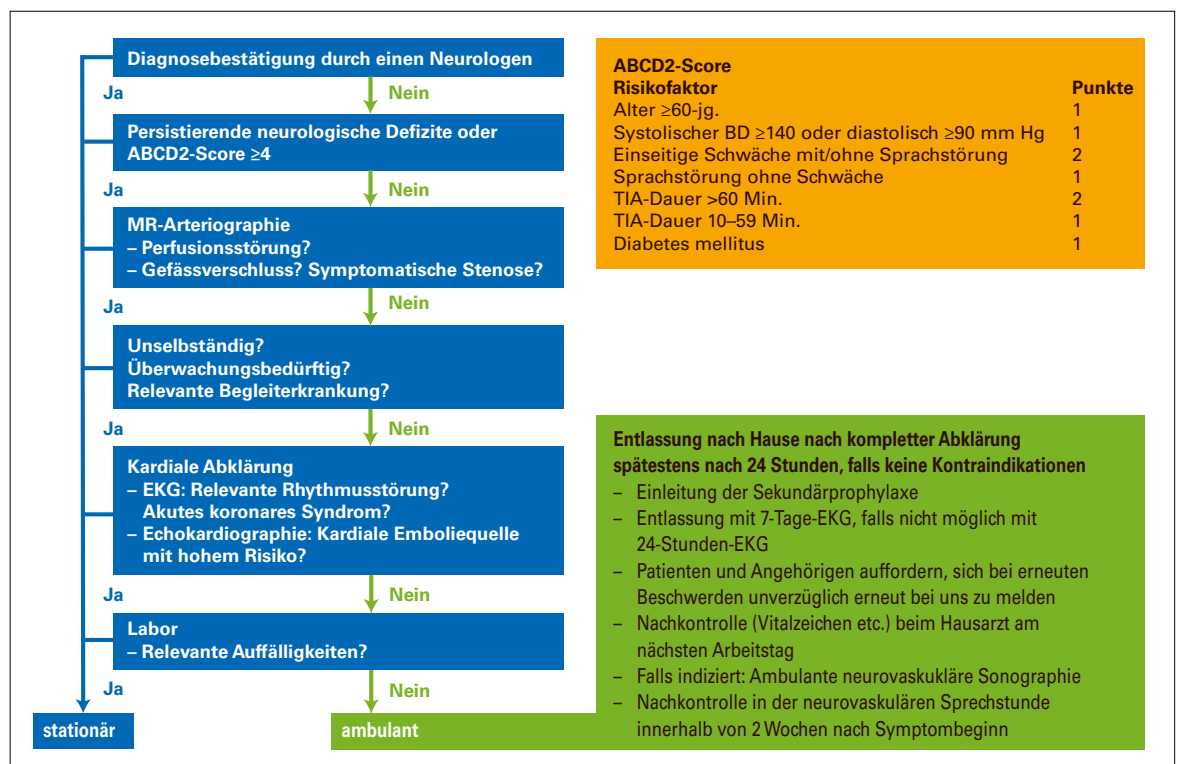 Diagnosebestätigung durch einen Neurologen
Ja
Nein
Persistierende neurologische Defizite oder
ABCD2-Score ≥4
Ja
Nein
MR-Arteriographie
– Perfusionsstörung?
– Gefässverschluss? Symptomatische Stenose?
Ja
Nein
Unselbständig?
Überwachungsbedürftig?
Relevante Begleiterkrankung?
Ja
Nein
Kardiale Abklärung
– EKG: Relevante Rhythmusstörung?
Akutes koronares Syndrom?
– Echokardiographie: Kardiale Emboliequelle
mit hohem Risiko?
Ja
Nein
Labor
– Relevante Auffälligkeiten?
Ja
Nein
stationär
ambulant
ABCD2-Score
Risikofaktor Punkte
Alter ≥60-jg. 1
Systolischer BD ≥140 oder diastolisch ≥90 mm Hg 1
Einseitige Schwäche mit/ohne Sprachstörung 2
Sprachstörung ohne Schwäche 1
TIA-Dauer >60 Min. 2
TIA-Dauer 10–59 Min. 1
Diabetes mellitus 1
Entlassung nach Hause nach kompletter Abklärung
spätestens nach 24 Stunden, falls keine Kontraindikationen
– Einleitung der Sekundärprophylaxe
– Entlassung mit 7-Tage-EKG, falls nicht möglich mit
24-Stunden-EKG
– Patienten und Angehörigen auffordern, sich bei erneuten
Beschwerden unverzüglich erneut bei uns zu melden
– Nachkontrolle (Vitalzeichen etc.) beim Hausarzt am
nächsten Arbeitstag
– Falls indiziert: Ambulante neurovaskukläre Sonographie
– Nachkontrolle in der neurovaskulären Sprechstunde
innerhalb von 2 Wochen nach Symptombeginn